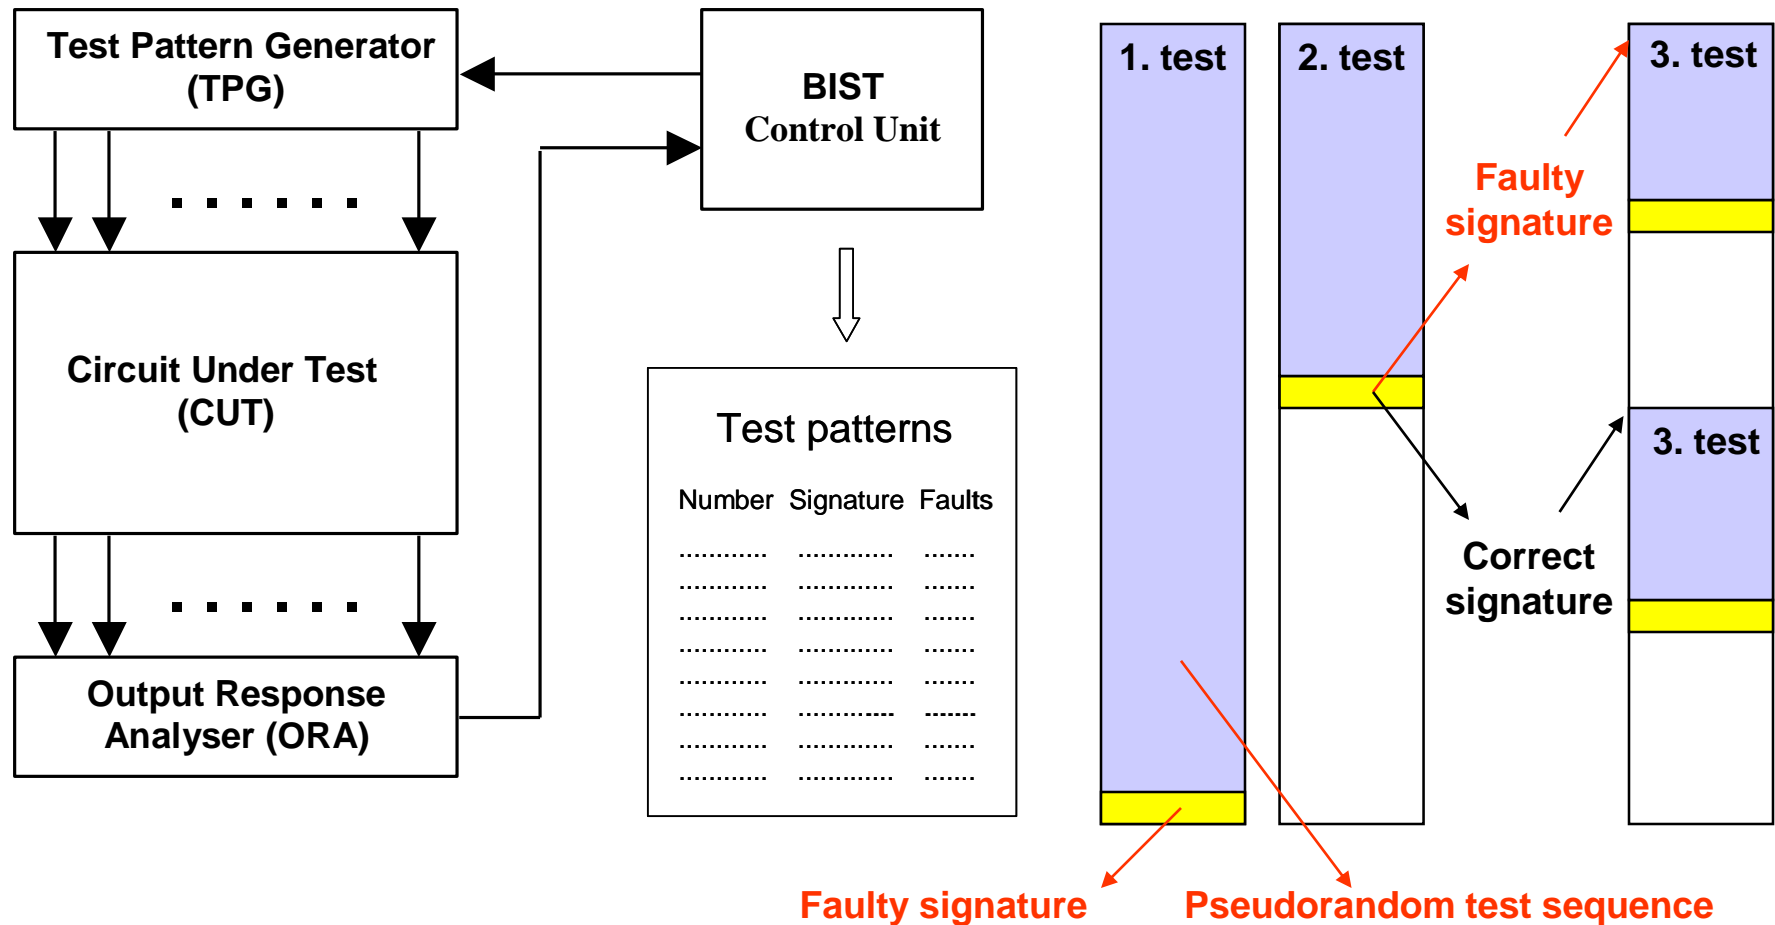 Test Pattern Generator
(TPG)
BIST
Control Unit
Circuit Under Test
(CUT)
Output Response
Analyser (ORA)
Test patterns
Number Signature Faults
1. test
2. test
3. test
Faulty
signature
3. test
Correct
signature
Faulty signature
Pseudorandom test sequence